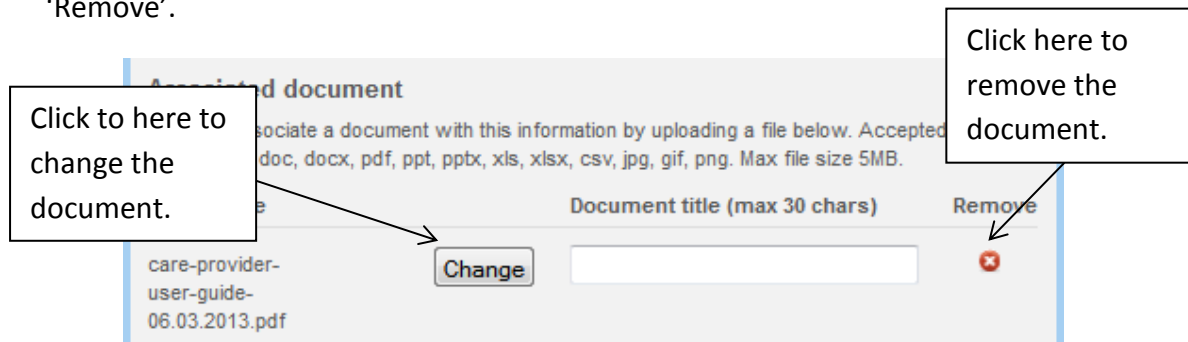 'Remove'.
Click here to
remove the
document.
Click to here to
change the
document.
Associated document
sociate a document with this information by uploading a file below. Accepted
doc, docx, pdf, ppt, pptx, xls, xlsx, csv, jpg, gif, png. Max file size 5MB.
Document title (max 30 chars) Remove
care-provider- Change
user-guide-
06.03.2013.pdf